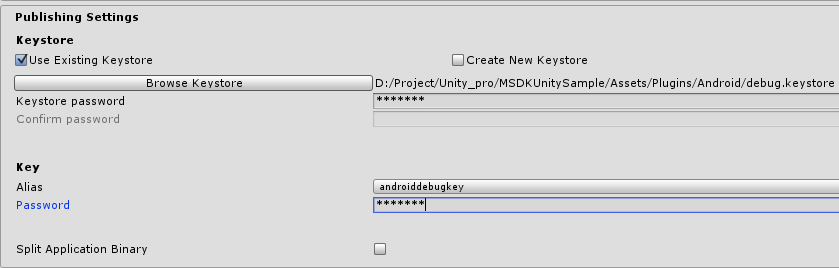 Publishing Settings
Keystore
Use Existing Keystore Create New Keystore
Browse Keystore D:/Project/Unity_pro/MSDKUnitySample/Assets/Plugins/Android/debug.keystore
Keystore password *******
Confirm password
Key
Alias androiddebugkey
Password *******
Split Application Binary